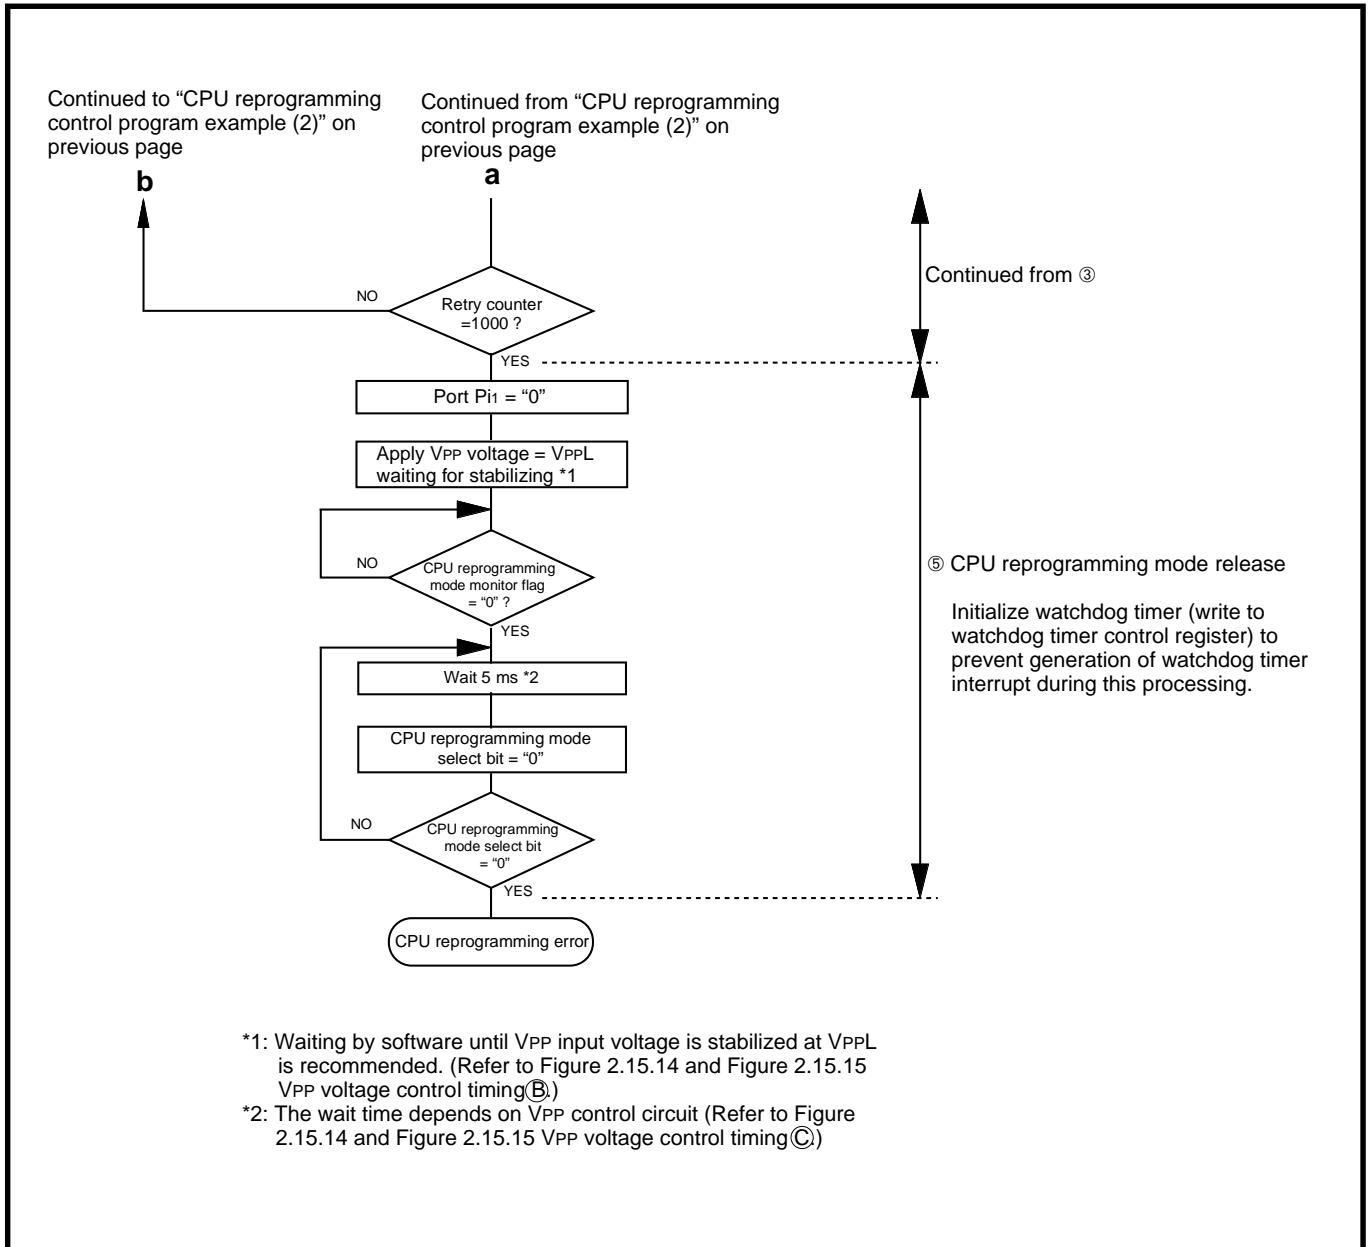 Continued to “CPU reprogramming
control program example (2)” on
previous page
b
Continued from “CPU reprogramming
control program example (2)” on
previous page
a
Continued from ③
NO
Retry counter
=1000 ?
YES
Port Pi1 = “0”
Apply VPP voltage = VPPL
waiting for stabilizing *1
NO
CPU reprogramming
mode monitor flag
= “0” ?
YES
⑤ CPU reprogramming mode release
Initialize watchdog timer (write to
watchdog timer control register) to
prevent generation of watchdog timer
interrupt during this processing.
Wait 5 ms *2
CPU reprogramming mode
select bit = “0”
NO
CPU reprogramming
mode select bit
= “0”
YES
CPU reprogramming error
*1: Waiting by software until VPP input voltage is stabilized at VPPL
is recommended. (Refer to Figure 2.15.14 and Figure 2.15.15
VPP voltage control timing Ⓑ.)
*2: The wait time depends on VPP control circuit (Refer to Figure
2.15.14 and Figure 2.15.15 VPP voltage control timing Ⓒ.)